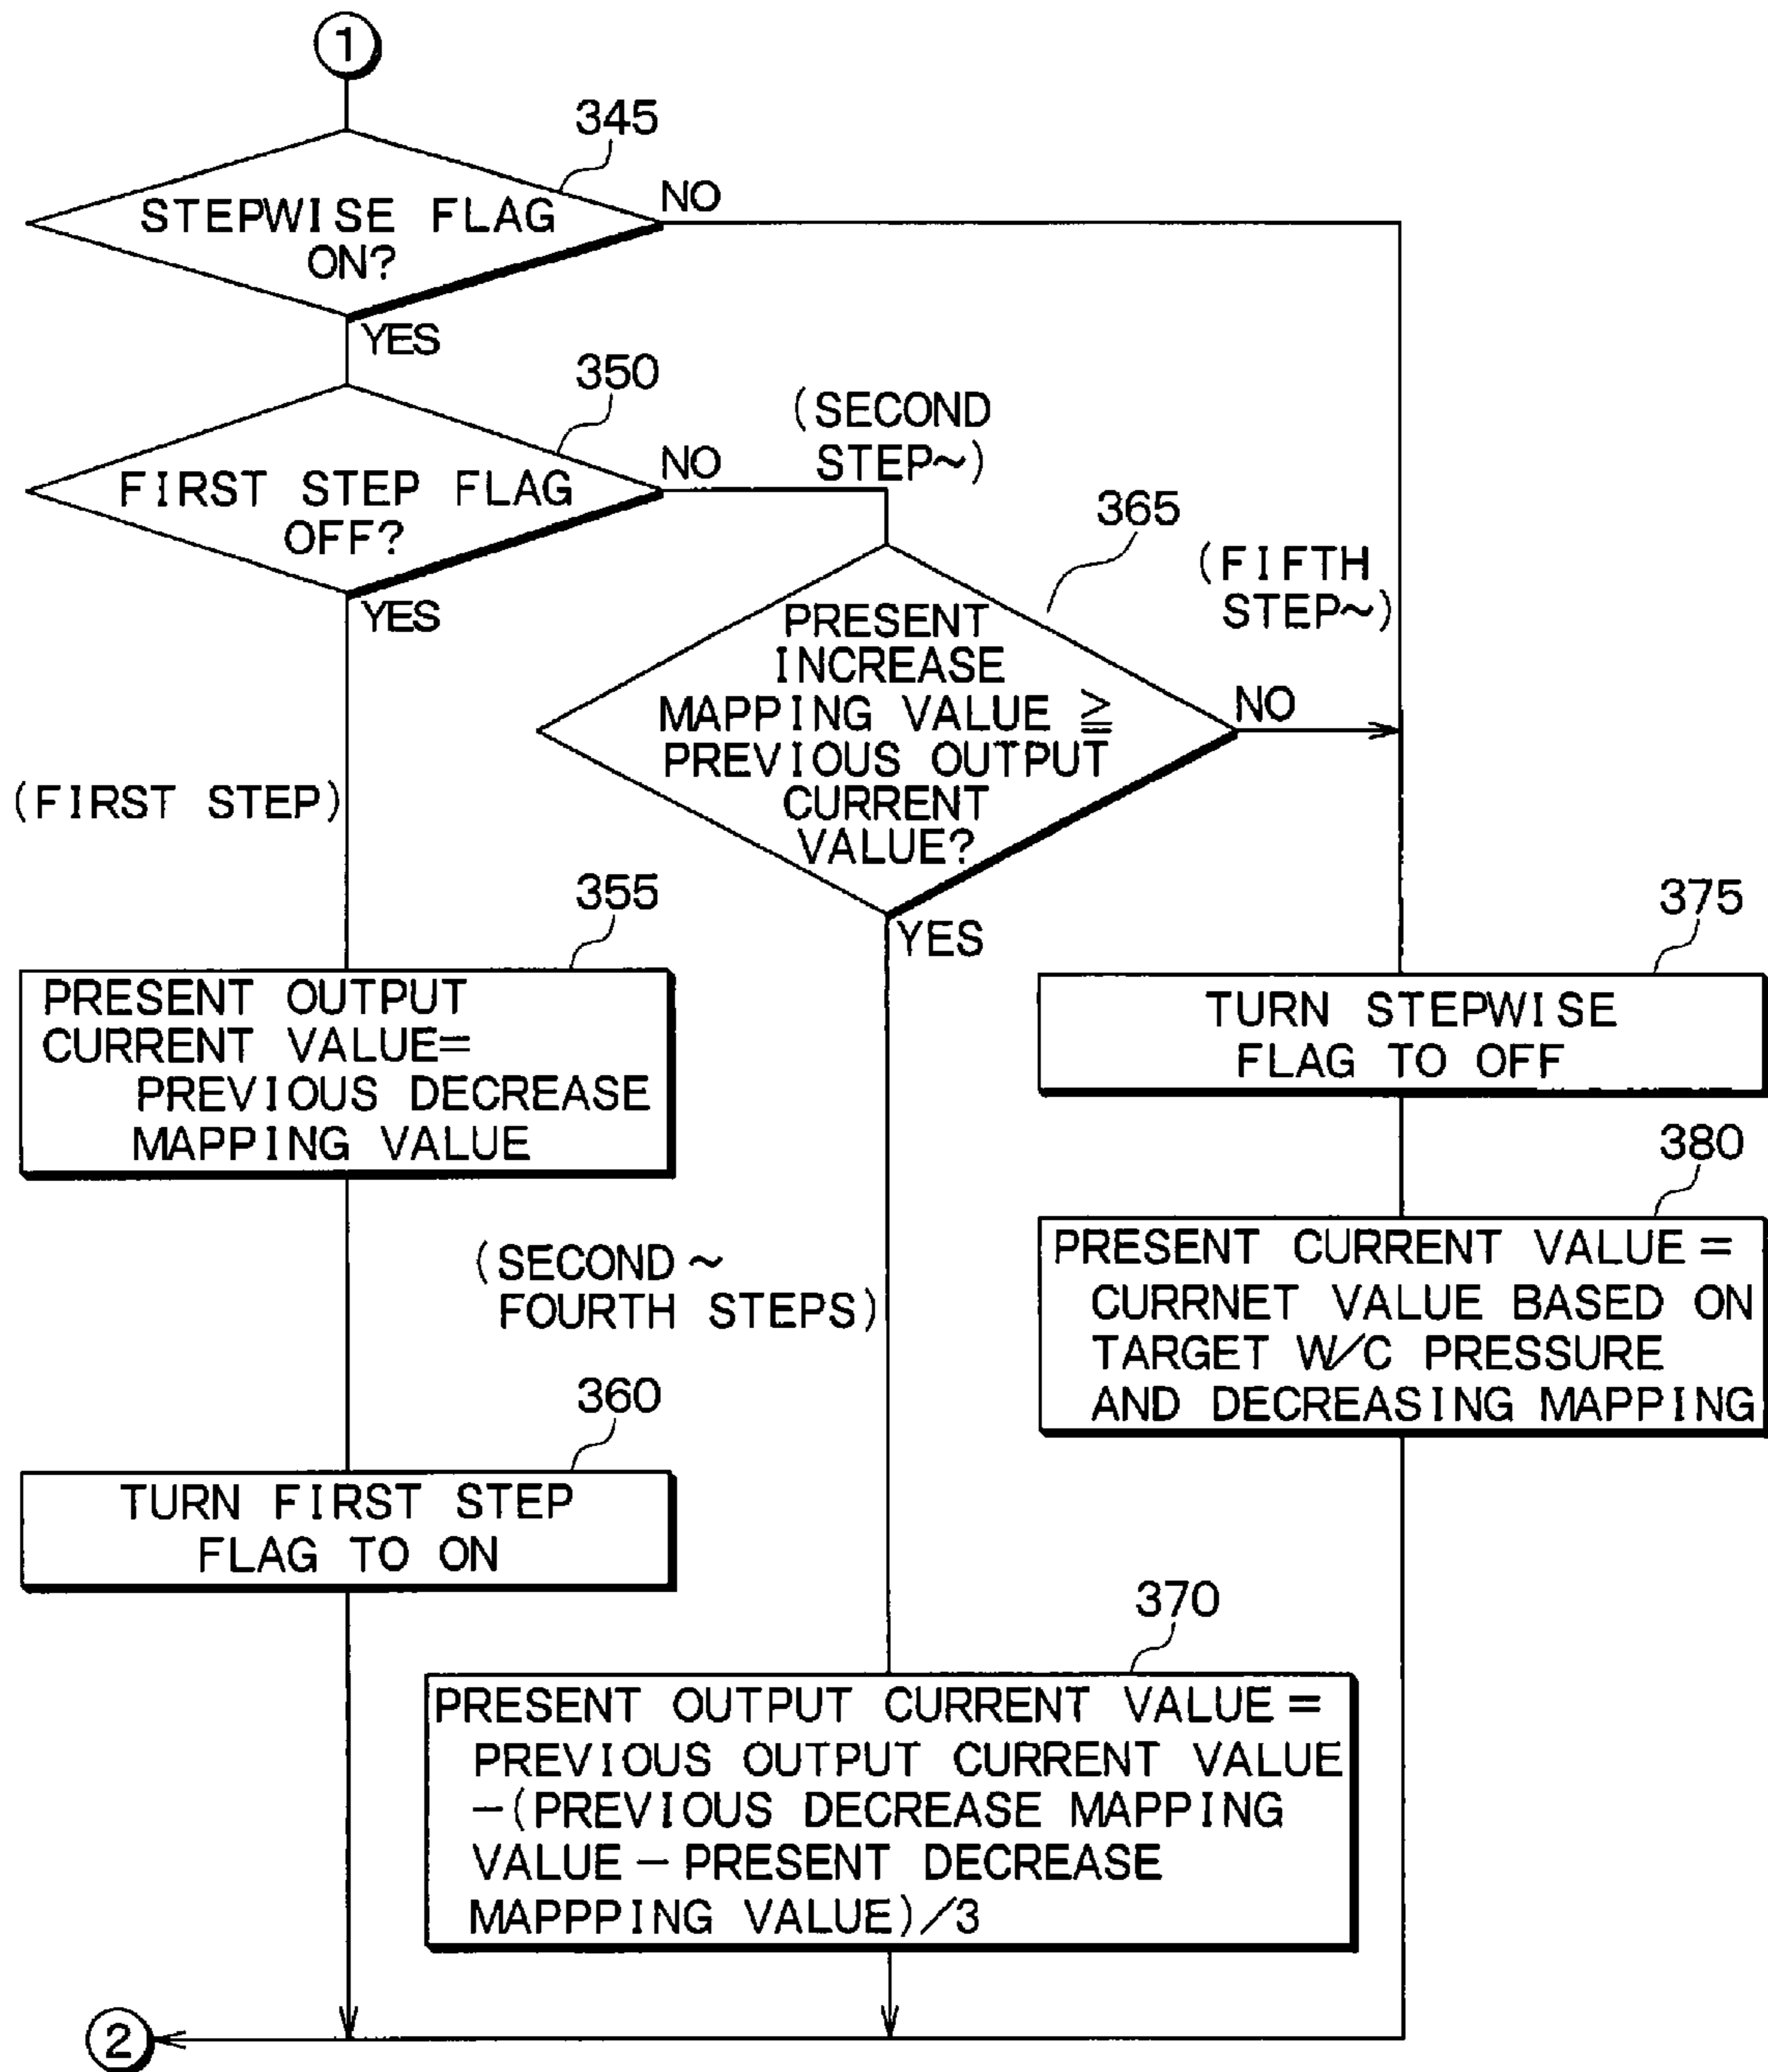 1
345
STEPWISE FLAG
ON?
NO
YES
350
FIRST STEP FLAG
OFF?
NO
YES
(SECOND
STEP~)
365
PRESENT
INCREASE
MAPPING VALUE ≧
PREVIOUS OUTPUT
CURRENT
VALUE?
NO
YES
(FIFTH
STEP~)
(FIRST STEP)
355
PRESENT OUTPUT
CURRENT VALUE=
PREVIOUS DECREASE
MAPPING VALUE
375
TURN STEPWISE
FLAG TO OFF
380
PRESENT CURRENT VALUE =
CURRNET VALUE BASED ON
TARGET W/C PRESSURE
AND DECREASING MAPPING
(SECOND ~
FOURTH STEPS)
360
TURN FIRST STEP
FLAG TO ON
370
PRESENT OUTPUT CURRENT VALUE =
PREVIOUS OUTPUT CURRENT VALUE
-(PREVIOUS DECREASE MAPPING
VALUE - PRESENT DECREASE
MAPPPING VALUE)/3
2